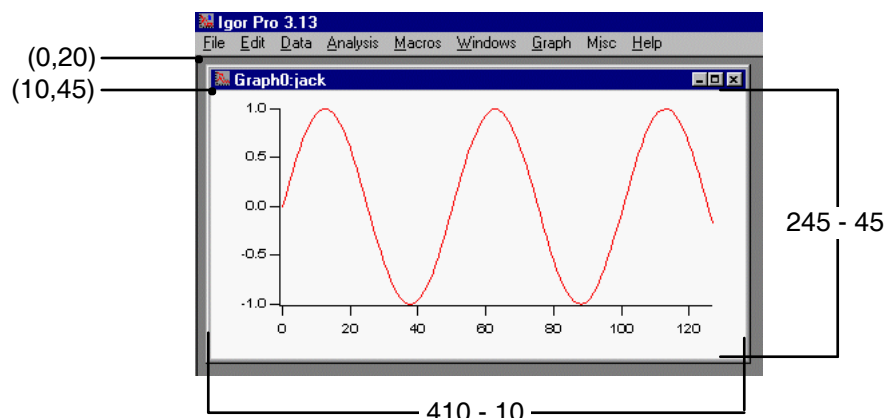 Igor Pro 3.13
File Edit Data Analysis Macros Windows Graph Misc Help
(0,20)
Graph0:jack
(10,45)
1.0
0.5
0.0
-0.5
-1.0
0 20 40 60 80 100 120
245 - 45
410 - 10